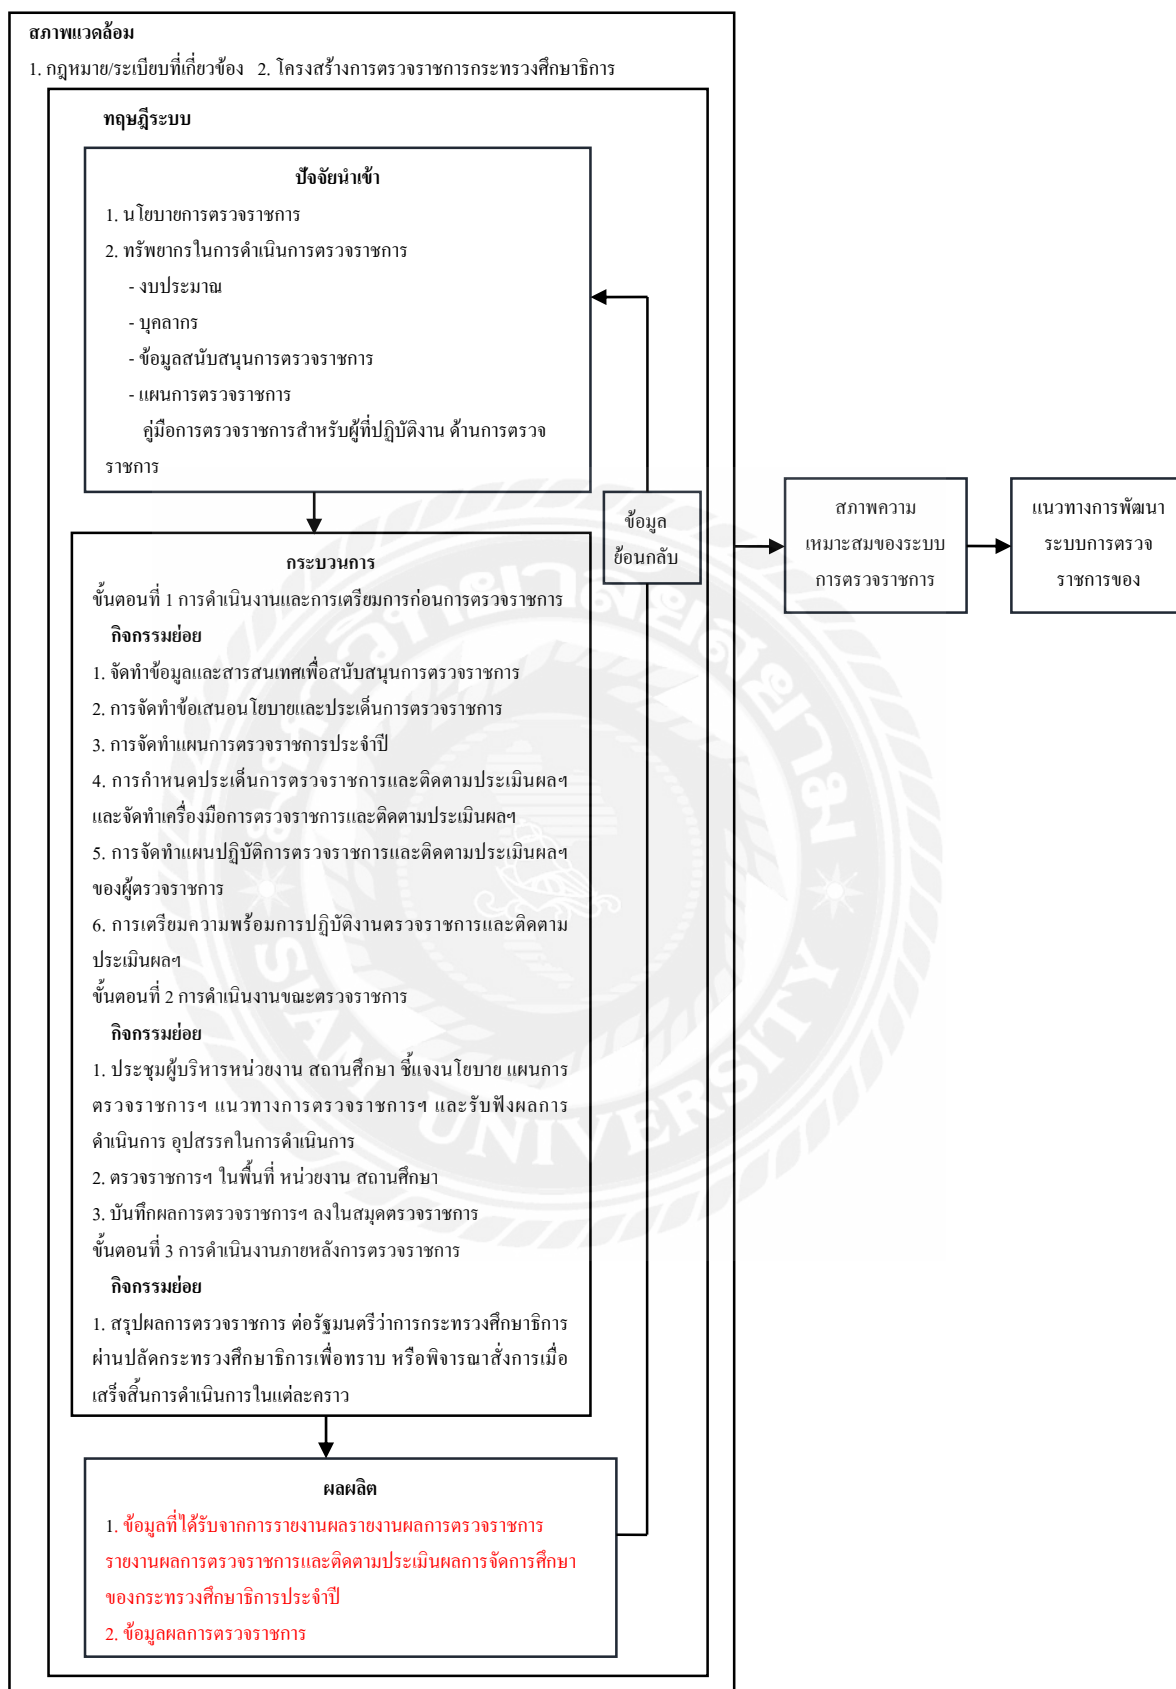 สภาพแวดล้อม
1. กฎหมาย/ระเบียบที่เกี่ยวข้อง 2. โครงสร้างการตรวจราชการกระทรวงศึกษาธิการ
ทฤษฎีระบบ
ปัจจัยนำเข้า
1. นโยบายการตรวจราชการ
2. ทรัพยากรในการดำเนินการตรวจราชการ
- งบประมาณ
- บุคลากร
- ข้อมูลสนับสนุนการตรวจราชการ
- แผนการตรวจราชการ
คู่มือการตรวจราชการสำหรับผู้ที่ปฏิบัติงาน ด้านการตรวจ
ราชการ
ข้อมูล
ย้อนกลับ
สภาพความ
เหมาะสมของระบบ
การตรวจราชการ
แนวทางการพัฒนา
ระบบการตรวจ
ราชการของ
กระบวนการ
ขั้นตอนที่ 1 การดำเนินงานและการเตรียมการก่อนการตรวจราชการ
กิจกรรมย่อย
1. จัดทำข้อมูลและสารสนเทศเพื่อสนับสนุนการตรวจราชการ
2. การจัดทำข้อเสนอนโยบายและประเด็นการตรวจราชการ
3. การจัดทำแผนการตรวจราชการประจำปี
4. การกำหนดประเด็นการตรวจราชการและติดตามประเมินผลฯ
และจัดทำเครื่องมือการตรวจราชการและติดตามประเมินผลฯ
5. การจัดทำแผนปฏิบัติการตรวจราชการและติดตามประเมินผลฯ
ของผู้ตรวจราชการ
6. การเตรียมความพร้อมการปฏิบัติงานตรวจราชการและติดตาม
ประเมินผลฯ
ขั้นตอนที่ 2 การดำเนินงานขณะตรวจราชการ
กิจกรรมย่อย
1. ประชุมผู้บริหารหน่วยงาน สถานศึกษา ชี้แจงนโยบาย แผนการ
ตรวจราชการฯ แนวทางการตรวจราชการฯ และรับฟังผลการ
ดำเนินการ อุปสรรคในการดำเนินการ
2. ตรวจราชการฯ ในพื้นที่ หน่วยงาน สถานศึกษา
3. บันทึกผลการตรวจราชการฯ ลงในสมุดตรวจราชการ
ขั้นตอนที่ 3 การดำเนินงานภายหลังการตรวจราชการ
กิจกรรมย่อย
1. สรุปผลการตรวจราชการ ต่อรัฐมนตรีว่าการกระทรวงศึกษาธิการ
ผ่านปลัดกระทรวงศึกษาธิการเพื่อทราบ หรือพิจารณาสั่งการเมื่อ
เสร็จสิ้นการดำเนินการในแต่ละคราว
ผลผลิต
1. ข้อมูลที่ได้รับจากการรายงานผลรายงานผลการตรวจราชการ
รายงานผลการตรวจราชการและติดตามประเมินผลการจัดการศึกษา
ของกระทรวงศึกษาธิการประจำปี
2. ข้อมูลผลการตรวจราชการ
มหาวิทยาลัยสยาม
SIAM UNIVERSITY